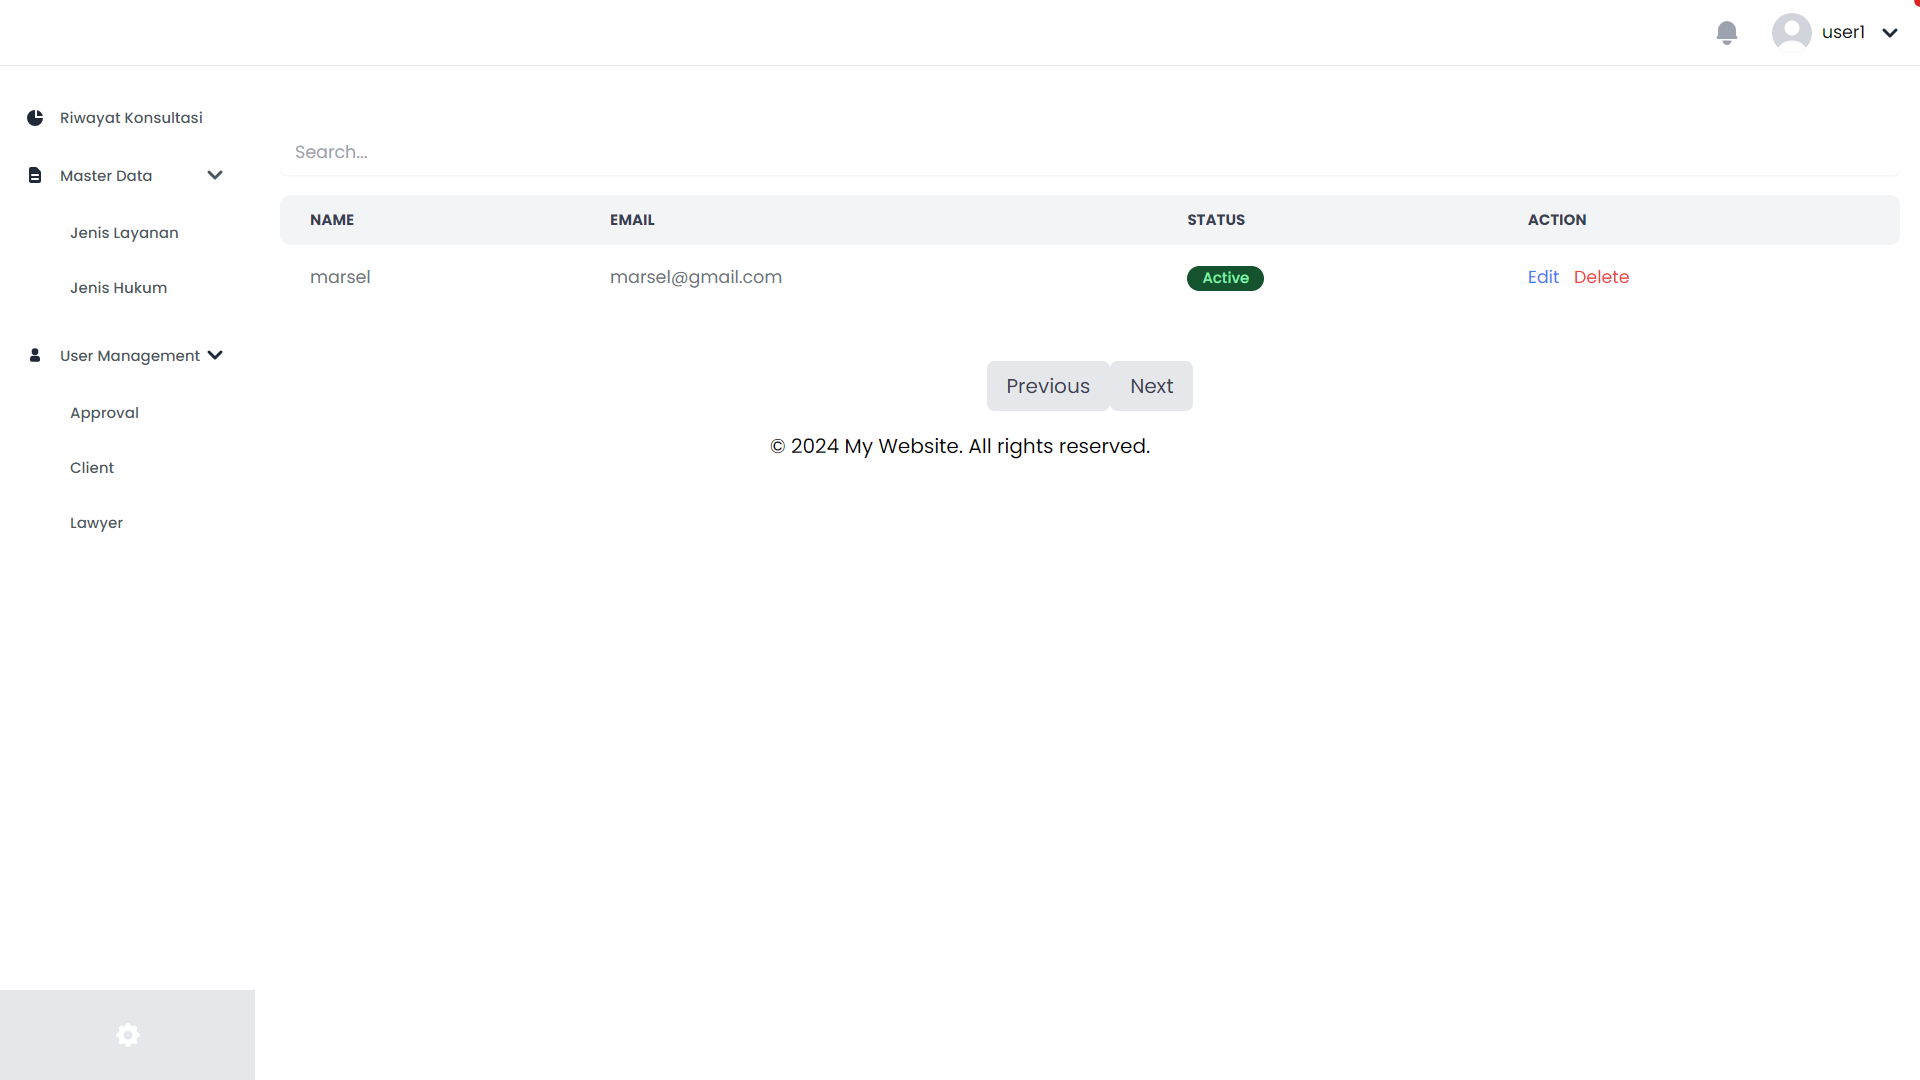 user1
Riwayat Konsultasi
Master Data
Jenis Layanan
Jenis Hukum
User Management
Approval
Client
Lawyer
Search...
NAME EMAIL STATUS ACTION
marsel marsel@gmail.com Active Edit Delete
Previous Next
© 2024 My Website. All rights reserved.